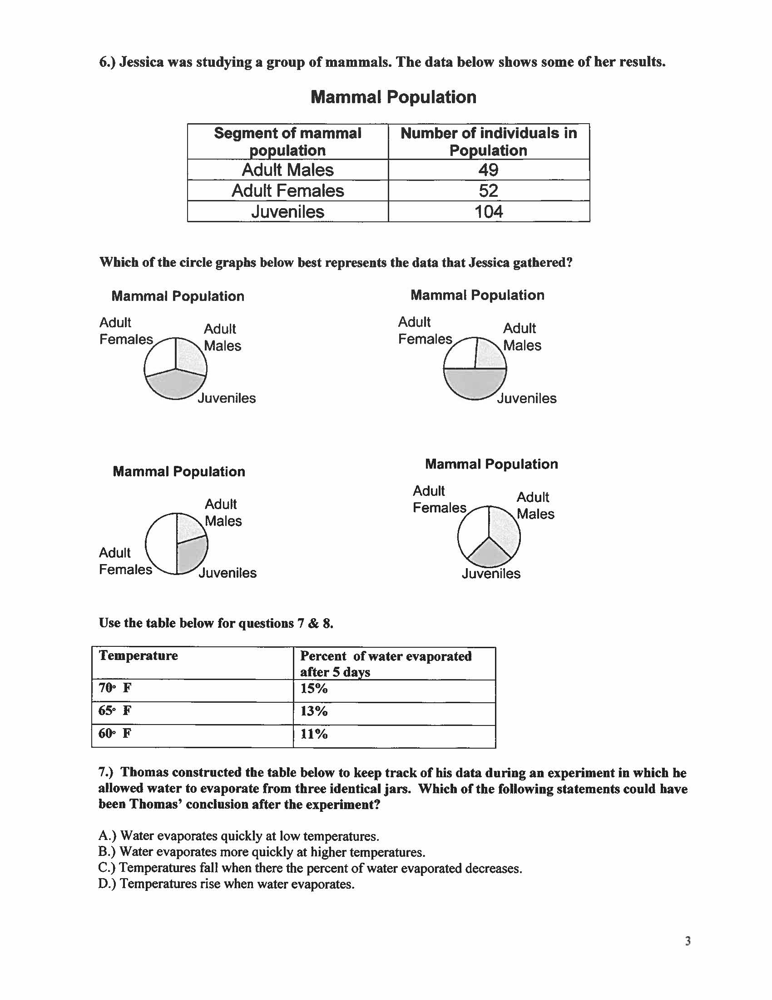 6.) Jessica was studying a group of mammals. The data below shows some of her results.
Mammal Population
Segment of mammal population Number of individuals in Population
Adult Males 49
Adult Females 52
Juveniles 104
Which of the circle graphs below best represents the data that Jessica gathered?
Mammal Population
Adult Females
Adult Males
Juveniles
Mammal Population
Adult Females
Adult Males
Juveniles
Mammal Population
Adult Males
Adult Females
Juveniles
Mammal Population
Adult Females
Adult Males
Juveniles
Use the table below for questions 7 & 8.
Temperature Percent of water evaporated after 5 days
70° F 15%
65° F 13%
60° F 11%
7.) Thomas constructed the table below to keep track of his data during an experiment in which he
allowed water to evaporate from three identical jars. Which of the following statements could have
been Thomas’ conclusion after the experiment?
A.) Water evaporates quickly at low temperatures.
B.) Water evaporates more quickly at higher temperatures.
C.) Temperatures fall when there the percent of water evaporated decreases.
D.) Temperatures rise when water evaporates.
3